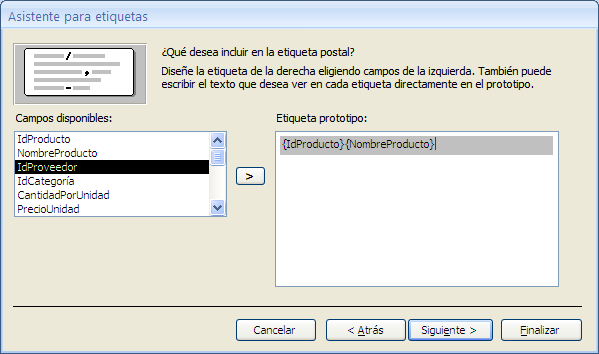 Asistente para etiquetas
¿Qué desea incluir en la etiqueta postal?
Diseñe la etiqueta de la derecha eligiendo campos de la izquierda. También puede
escribir el texto que desea ver en cada etiqueta directamente en el prototipo.
Campos disponibles:
IdProducto
NombreProducto
IdProveedor
IdCategoría
CantidadPorUnidad
PrecioUnidad
>
Etiqueta prototipo:
{IdProducto}{NombreProducto}
Cancelar
< Atrás
Siguiente >
Finalizar